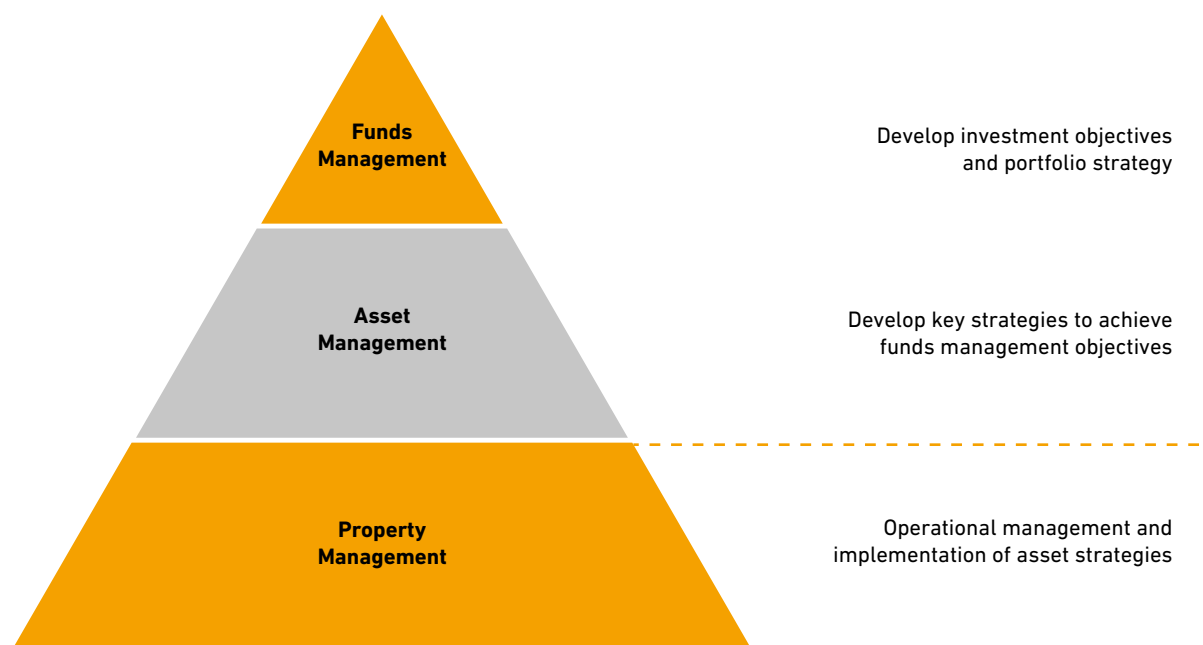 Funds
Management
Develop investment objectives
and portfolio strategy
Asset
Management
Develop key strategies to achieve
funds management objectives
Property
Management
Operational management and
implementation of asset strategies